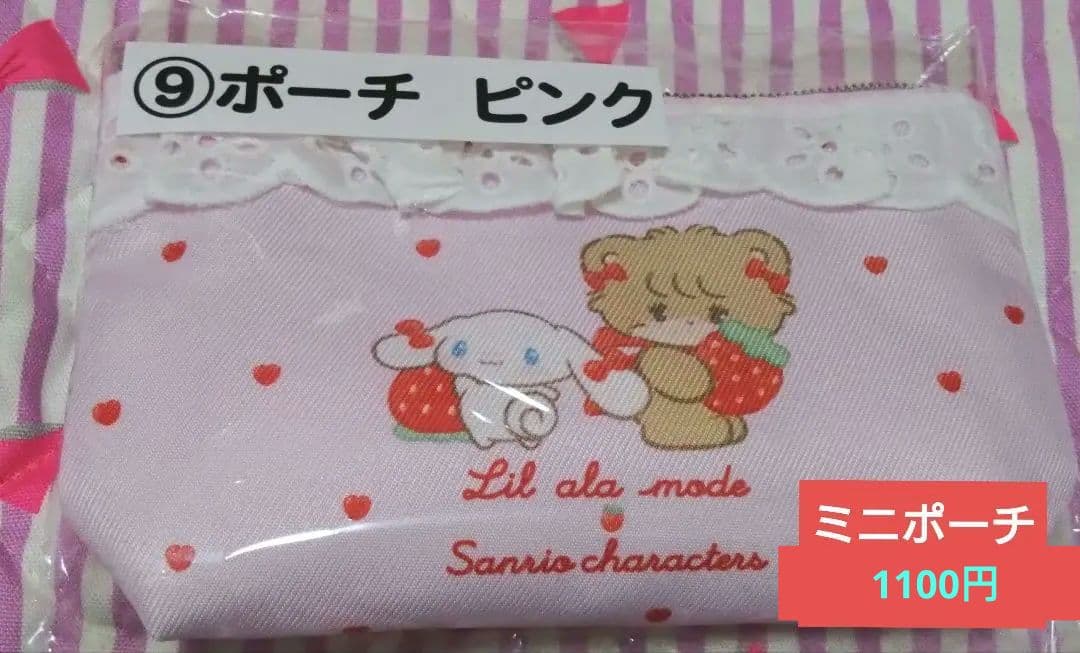 ⑨ポーチ ピンク
Lil ala mode
Sanrio characters
ミニポーチ
1100円